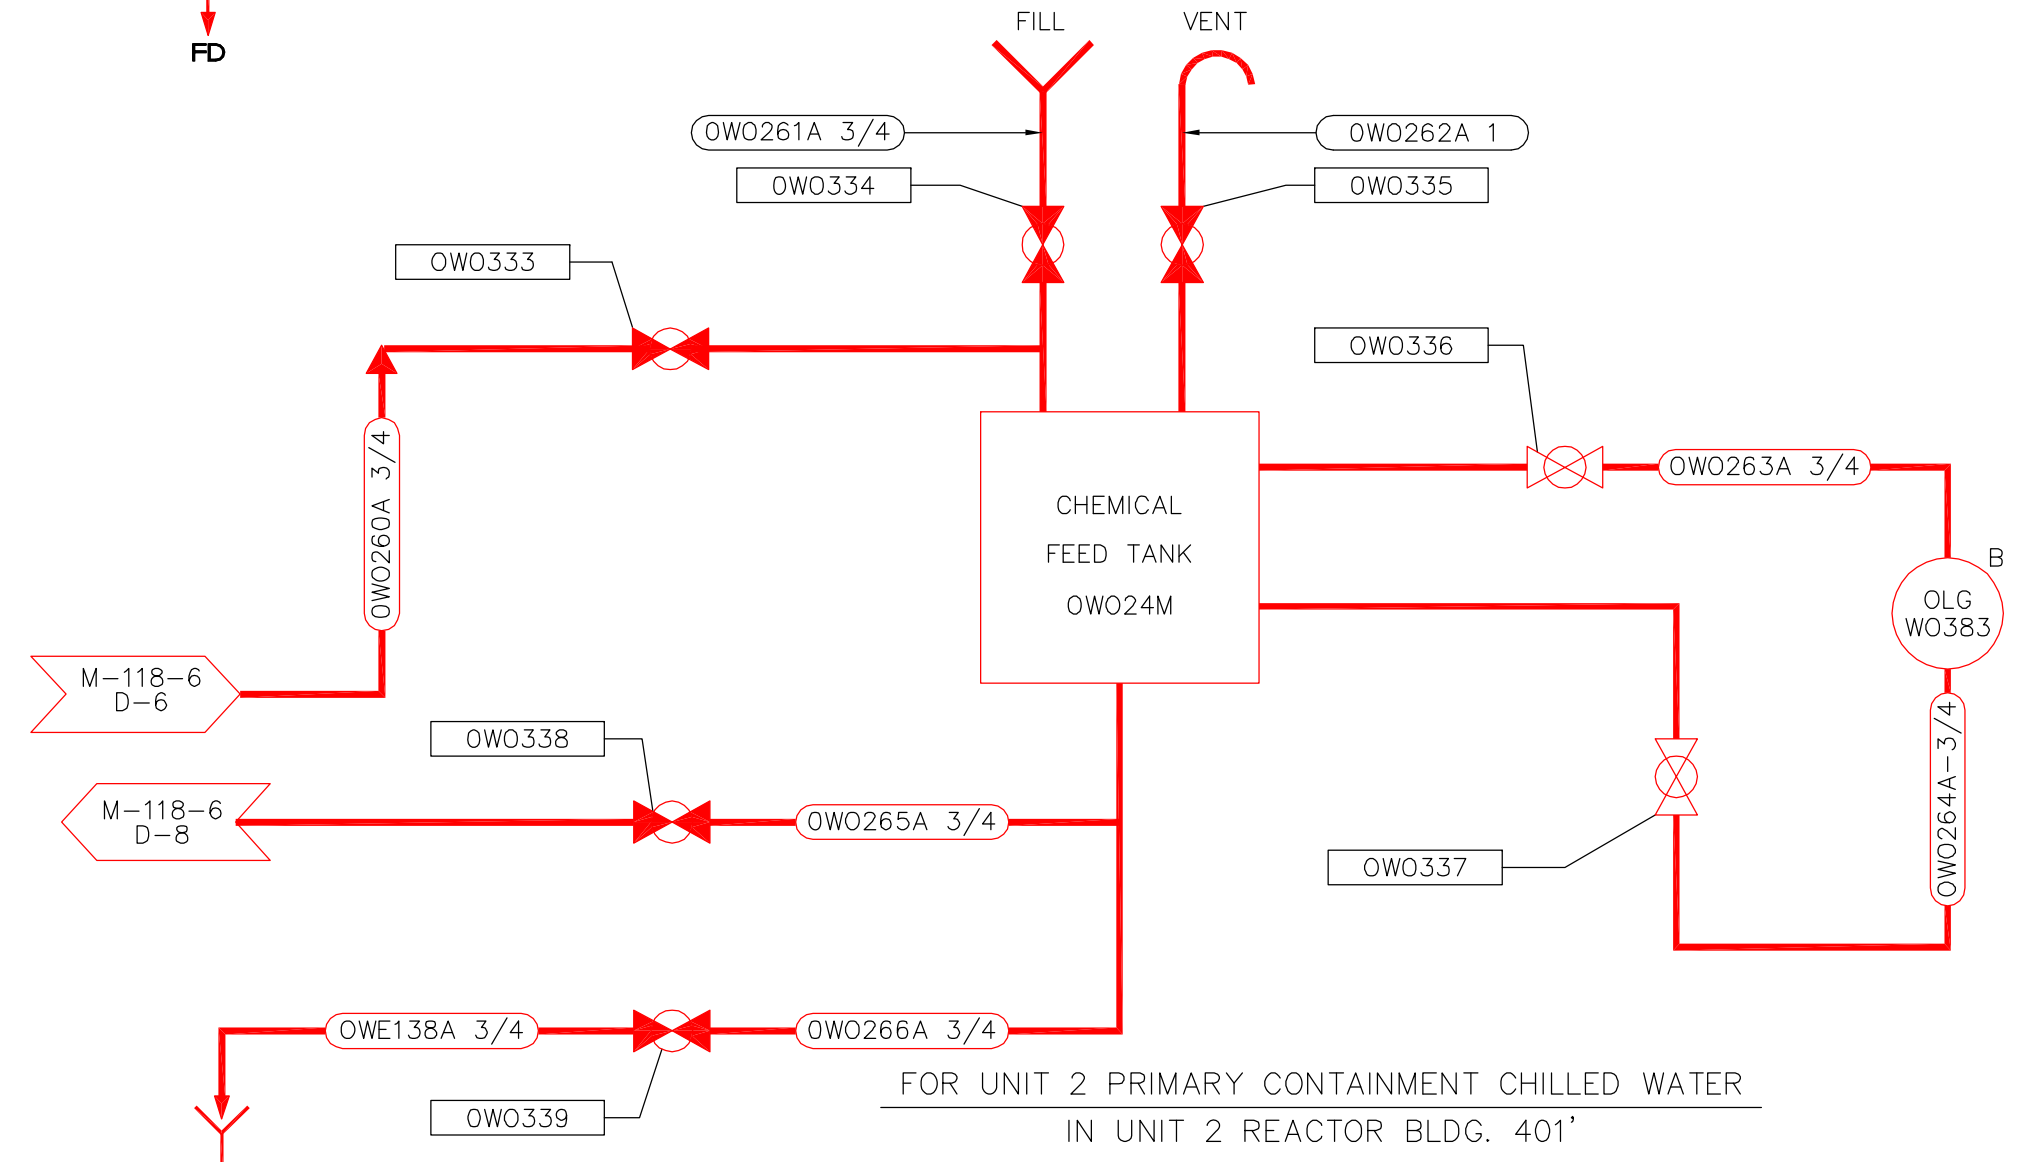 FILL
VENT
FD
0W0261A 3/4
0W0262A 1
0W0334
0W0335
0W0333
0W0336
0W0260A 3/4
0W0263A 3/4
CHEMICAL
FEED TANK
0W024M
B
0LG
W0383
M-118-6
D-6
0W0338
0W0264A-3/4
M-118-6
D-8
0W0265A 3/4
0W0337
0WE138A 3/4
0W0266A 3/4
0W0339
FOR UNIT 2 PRIMARY CONTAINMENT CHILLED WATER
IN UNIT 2 REACTOR BLDG. 401'